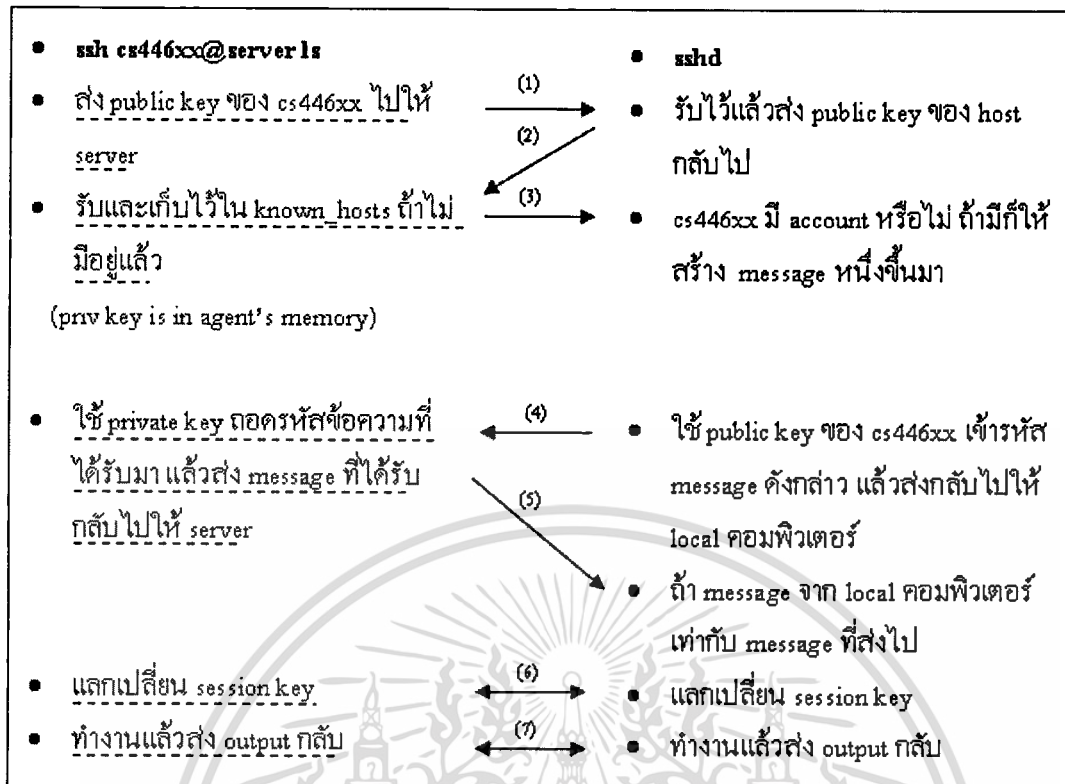 • ssh cs446xx@server ls
• ส่ง public key ของ cs446xx ไปให้
server
• รับและเก็บไว้ใน known_hosts ถ้าไม่
มีอยู่แล้ว
(priv key is in agent's memory)
• ใช้ private key ถอดรหัสข้อความที่
ได้รับมา แล้วส่ง message ที่ได้รับ
กลับไปให้ server
• แลกเปลี่ยน session key
• ทำงานแล้วส่ง output กลับ
(1)
(2)
(3)
(4)
(5)
(6)
(7)
• sshd
• รับไว้แล้วส่ง public key ของ host
กลับไป
• cs446xx มี account หรือไม่ ถ้ามีก็ให้
สร้าง message หนึ่งขึ้นมา
• ใช้ public key ของ cs446xx เข้ารหัส
message ดังกล่าว แล้วส่งกลับไปให้
local คอมพิวเตอร์
• ถ้า message จาก local คอมพิวเตอร์
เท่ากับ message ที่ส่งไป
• แลกเปลี่ยน session key
• ทำงานแล้วส่ง output กลับ